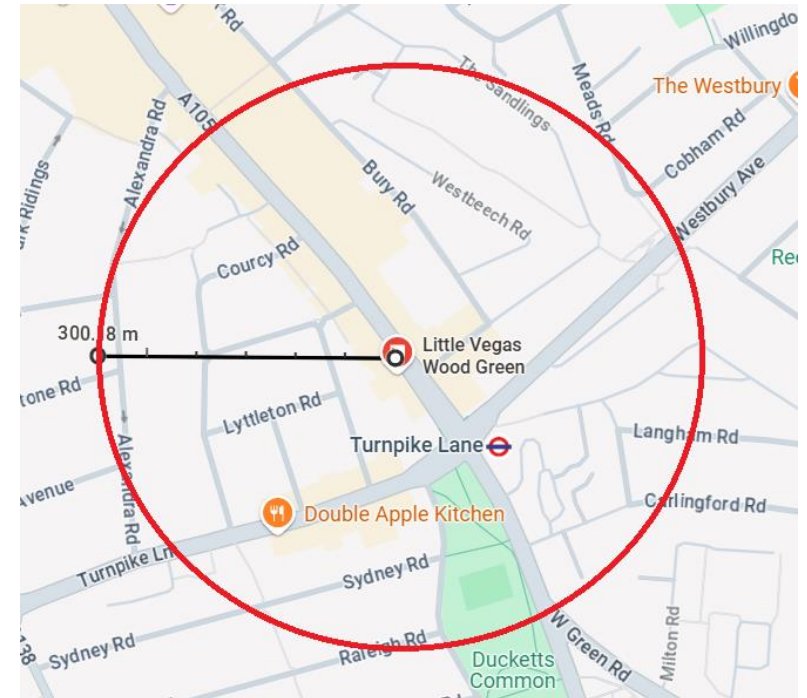 Willingdo
The Sandlings
Meads Rd
The Westbury
A105
Alexandra Rd
Bury Rd
Cobham Rd
Westbury Ave
Westbeech Rd
Courcy Rd
Rec
300.18 m
Little Vegas
Wood Green
tone Rd
Lyttleton Rd
Turnpike Lane
Langham Rd
Alexandra Rd
Avenue
Carlingford Rd
Double Apple Kitchen
Turnpike Ln
Sydney Rd
Sydney Rd
Raleigh Rd
W Green Rd
Milton Rd
Ducketts
Common